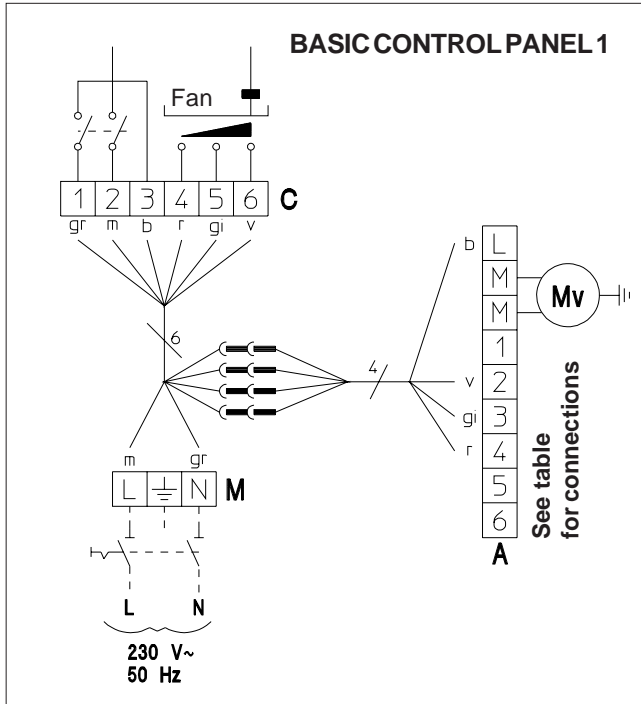 BASIC CONTROL PANEL 1
Fan
1 2 3 4 5 6 C
gr m b r gi v
6
4
b L
M
M
Mv
1
v 2
gi 3
r 4
5
6
A
See table
for connections
m gr
L N M
L N
230 V~
50 Hz